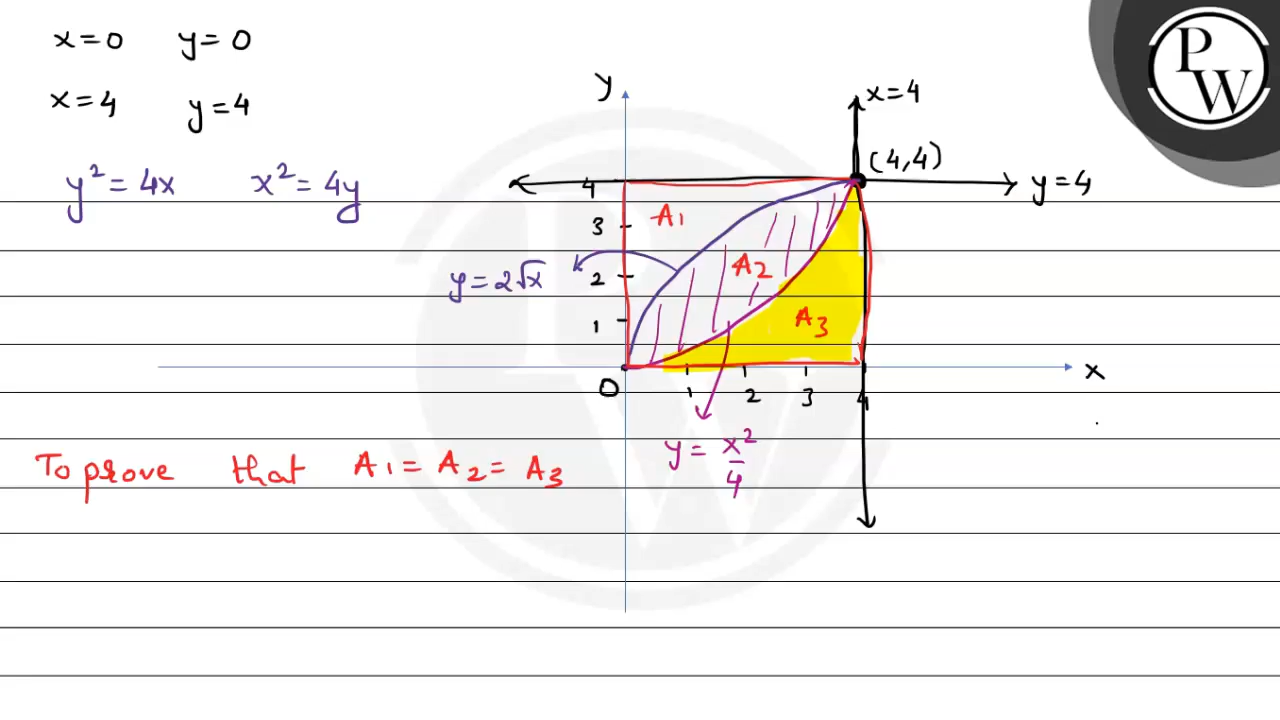 x=0 y=0
x=4 y=4
y² = 4x x² = 4y
PW
y
x=4
(4,4)
4
y=4
3
A1
2
y=2√x
A2
1
A3
0
1 2 3 4
x
y = x²/4
To prove that A1 = A2 = A3